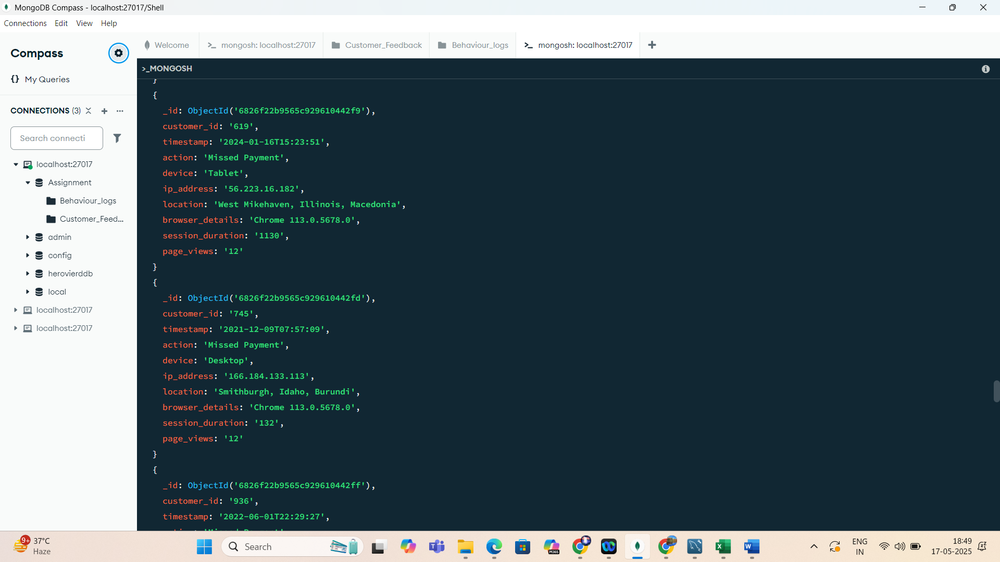 MongoDB Compass - localhost:27017/Shell
Connections Edit View Help
Compass
My Queries
CONNECTIONS (3)
Search connecti
localhost:27017
Assignment
Behaviour_logs
Customer_Feed...
admin
config
herovierddb
local
localhost:27017
localhost:27017
Welcome
mongosh: localhost:27017
Customer_Feedback
Behaviour_logs
mongosh: localhost:27017
>_MONGOSH
}
{
_id: ObjectId('6826f22b9565c929610442f9'),
customer_id: '619',
timestamp: '2024-01-16T15:23:51',
action: 'Missed Payment',
device: 'Tablet',
ip_address: '56.223.16.182',
location: 'West Mikehaven, Illinois, Macedonia',
browser_details: 'Chrome 113.0.5678.0',
session_duration: '1130',
page_views: '12'
}
{
_id: ObjectId('6826f22b9565c929610442fd'),
customer_id: '745',
timestamp: '2021-12-09T07:57:09',
action: 'Missed Payment',
device: 'Desktop',
ip_address: '166.184.133.113',
location: 'Smithburgh, Idaho, Burundi',
browser_details: 'Chrome 113.0.5678.0',
session_duration: '132',
page_views: '12'
}
{
_id: ObjectId('6826f22b9565c929610442ff'),
customer_id: '936',
timestamp: '2022-06-01T22:29:27',
9+
37°C
Haze
Search
M365
ENG
IN
18:49
17-05-2025